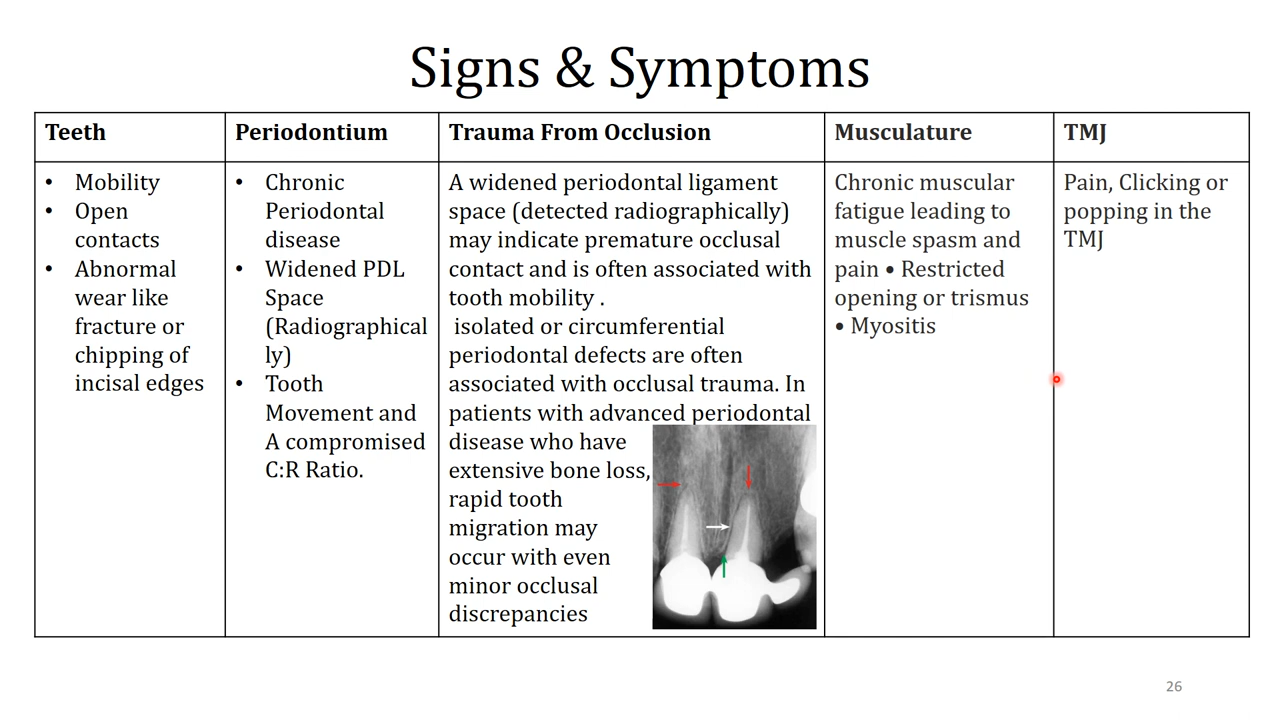 Signs & Symptoms
Teeth
• Mobility
• Open
contacts
• Abnormal
wear like
fracture or
chipping of
incisal edges
Periodontium
• Chronic
Periodontal
disease
• Widened PDL
Space
(Radiographical
ly)
• Tooth
Movement and
A compromised
C:R Ratio.
Trauma From Occlusion
A widened periodontal ligament
space (detected radiographically)
may indicate premature occlusal
contact and is often associated with
tooth mobility .
isolated or circumferential
periodontal defects are often
associated with occlusal trauma. In
patients with advanced periodontal
disease who have
extensive bone loss,
rapid tooth
migration may
occur with even
minor occlusal
discrepancies
Musculature
Chronic muscular
fatigue leading to
muscle spasm and
pain • Restricted
opening or trismus
• Myositis
TMJ
Pain, Clicking or
popping in the
TMJ
26